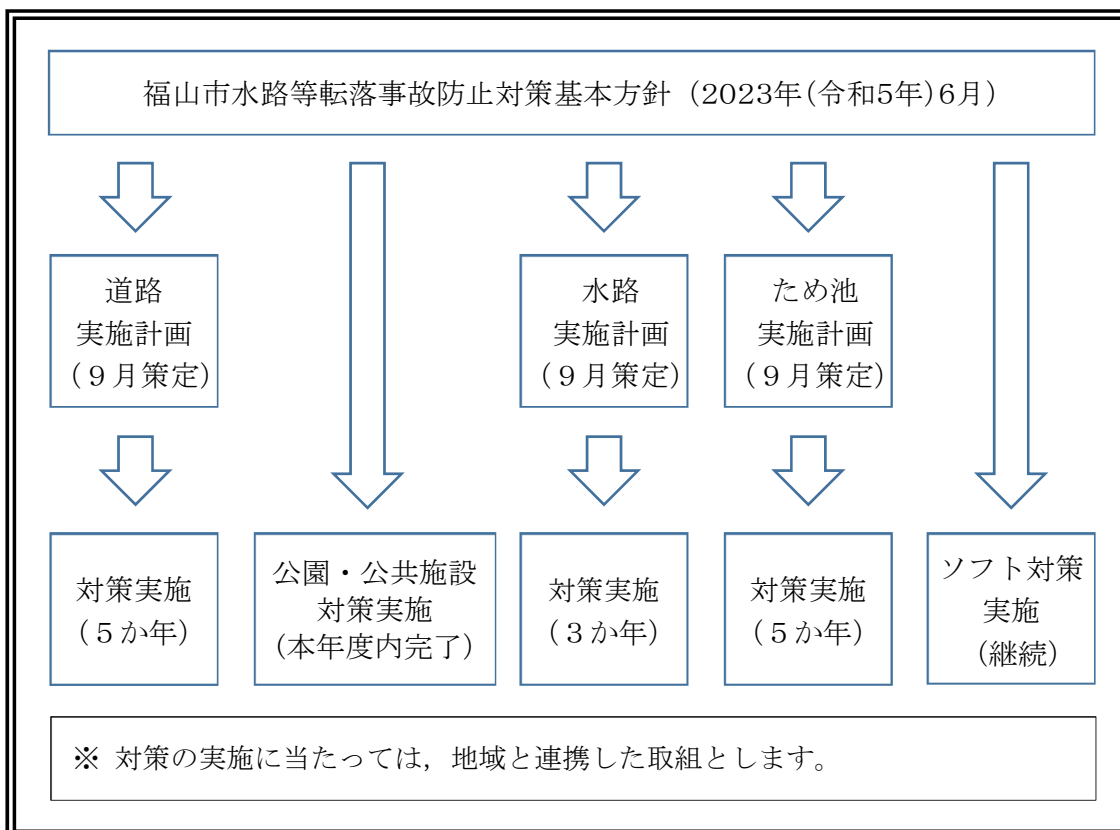 福山市水路等転落事故防止対策基本方針（2023年(令和5年)6月）
道路
実施計画
（９月策定）
水路
実施計画
（９月策定）
ため池
実施計画
（９月策定）
対策実施
（５か年）
公園・公共施設
対策実施
（本年度内完了）
対策実施
（３か年）
対策実施
（５か年）
ソフト対策
実施
（継続）
※ 対策の実施に当たっては，地域と連携した取組とします。